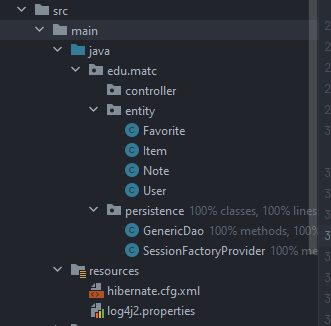 src
main
java
edu.matc
controller
entity
Favorite
Item
Note
User
persistence 100% classes, 100% lines
GenericDao 100% methods, 100%
SessionFactoryProvider 100% me
resources
hibernate.cfg.xml
log4j2.properties